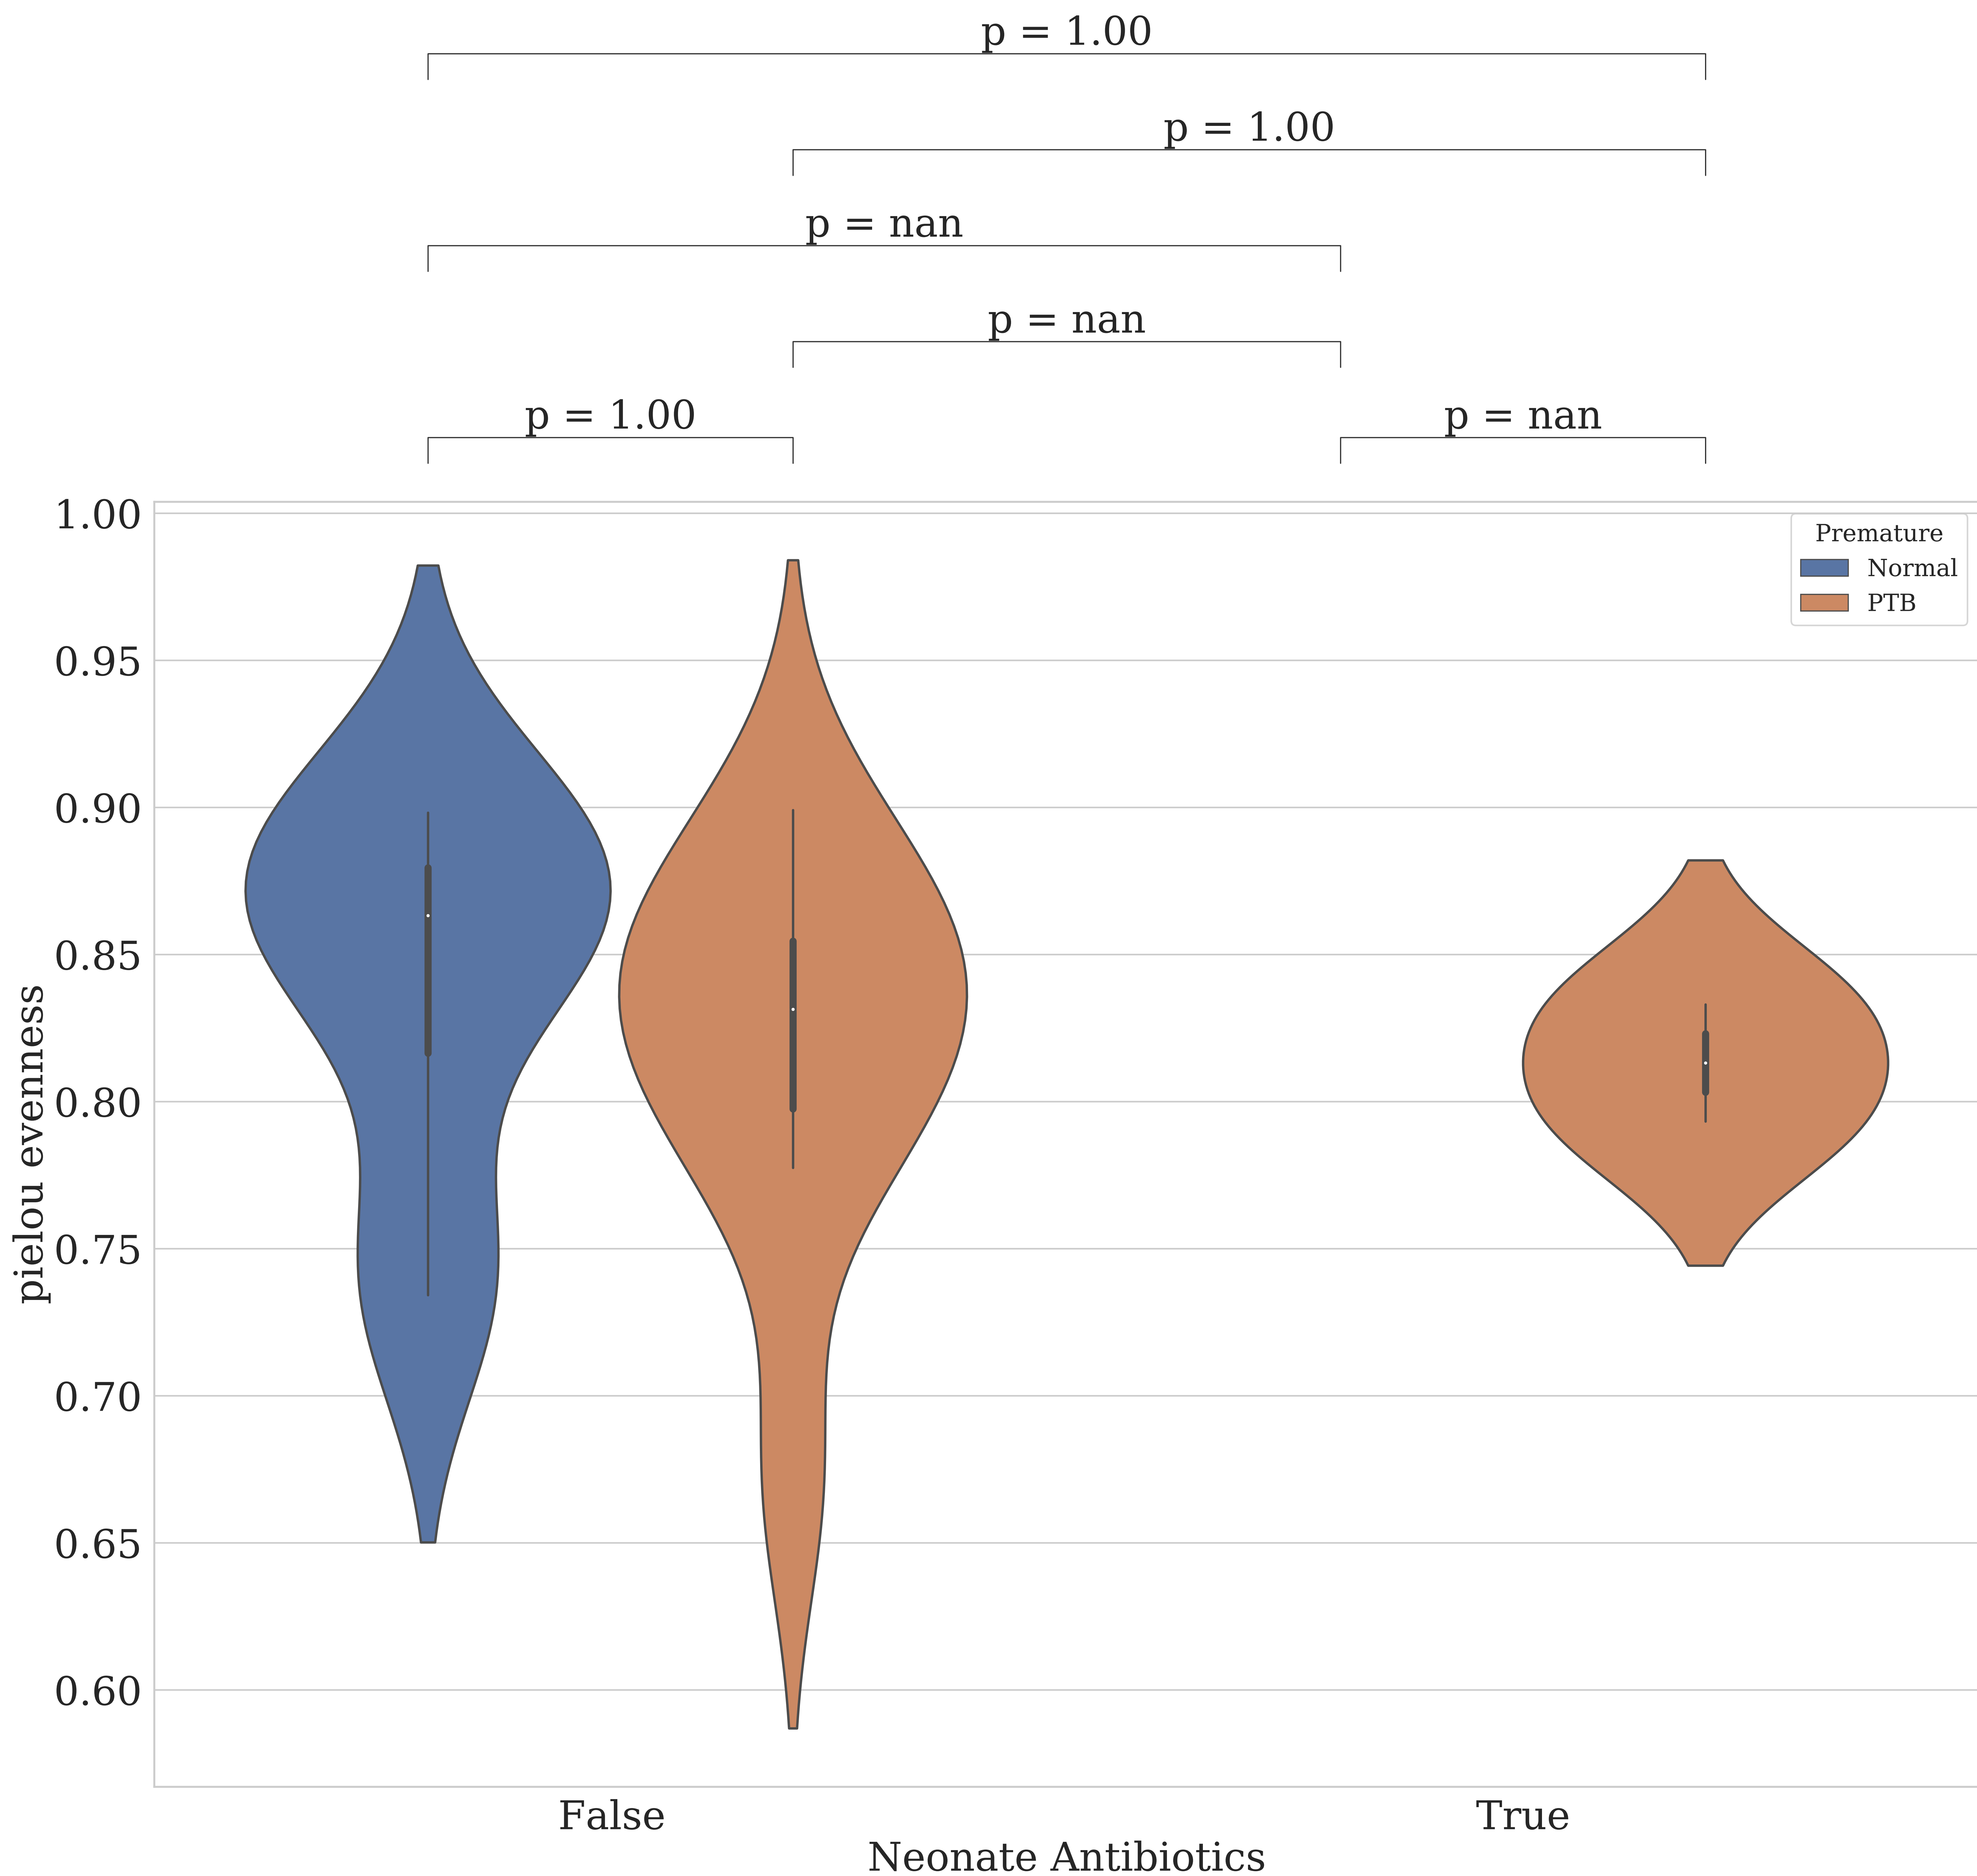 p = 1.00
p = 1.00
p = nan
p = nan
p = 1.00
p = nan
1.00
0.95
0.90
0.85
0.80
0.75
0.70
0.65
0.60
pielou evenness
Premature
Normal
PTB
False
True
Neonate Antibiotics